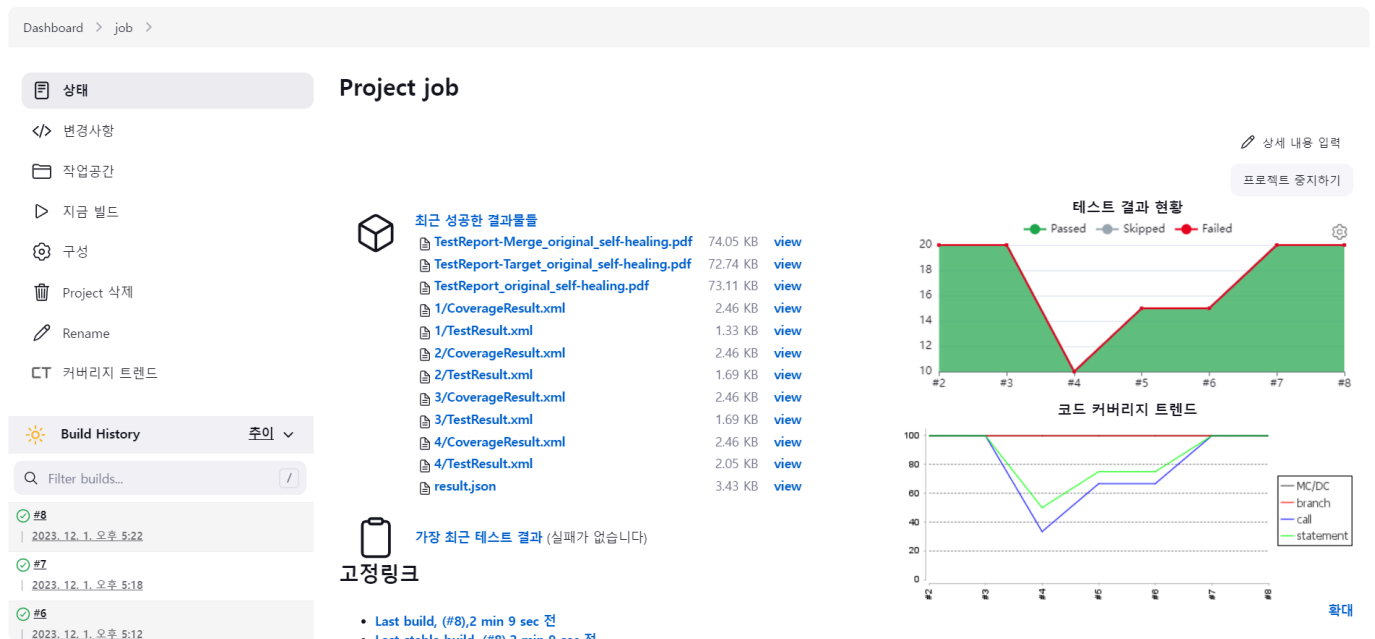 Dashboard > job >
상태
변경사항
작업공간
지금 빌드
구성
Project 삭제
Rename
CT 커버리지 트렌드
Build History 추이
Filter builds... /
#8
2023. 12. 1. 오후 5:22
#7
2023. 12. 1. 오후 5:18
#6
2023. 12. 1. 오후 5:12
Project job
상세 내용 입력
프로젝트 중지하기
최근 성공한 결과물들
TestReport-Merge_original_self-healing.pdf 74.05 KB view
TestReport-Target_original_self-healing.pdf 72.74 KB view
TestReport_original_self-healing.pdf 73.11 KB view
1/CoverageResult.xml 2.46 KB view
1/TestResult.xml 1.33 KB view
2/CoverageResult.xml 2.46 KB view
2/TestResult.xml 1.69 KB view
3/CoverageResult.xml 2.46 KB view
3/TestResult.xml 1.69 KB view
4/CoverageResult.xml 2.46 KB view
4/TestResult.xml 2.05 KB view
result.json 3.43 KB view
가장 최근 테스트 결과 (실패가 없습니다)
고정링크
• Last build, (#8),2 min 9 sec 전
• Last stable build, (#8),2 min 9 sec 전
테스트 결과 현황
Passed Skipped Failed
20
18
16
14
12
10
#2 #3 #4 #5 #6 #7 #8
코드 커버리지 트렌드
100
80
60
40
20
0
#2 #3 #4 #5 #6 #7 #8
MC/DC
branch
call
statement
확대